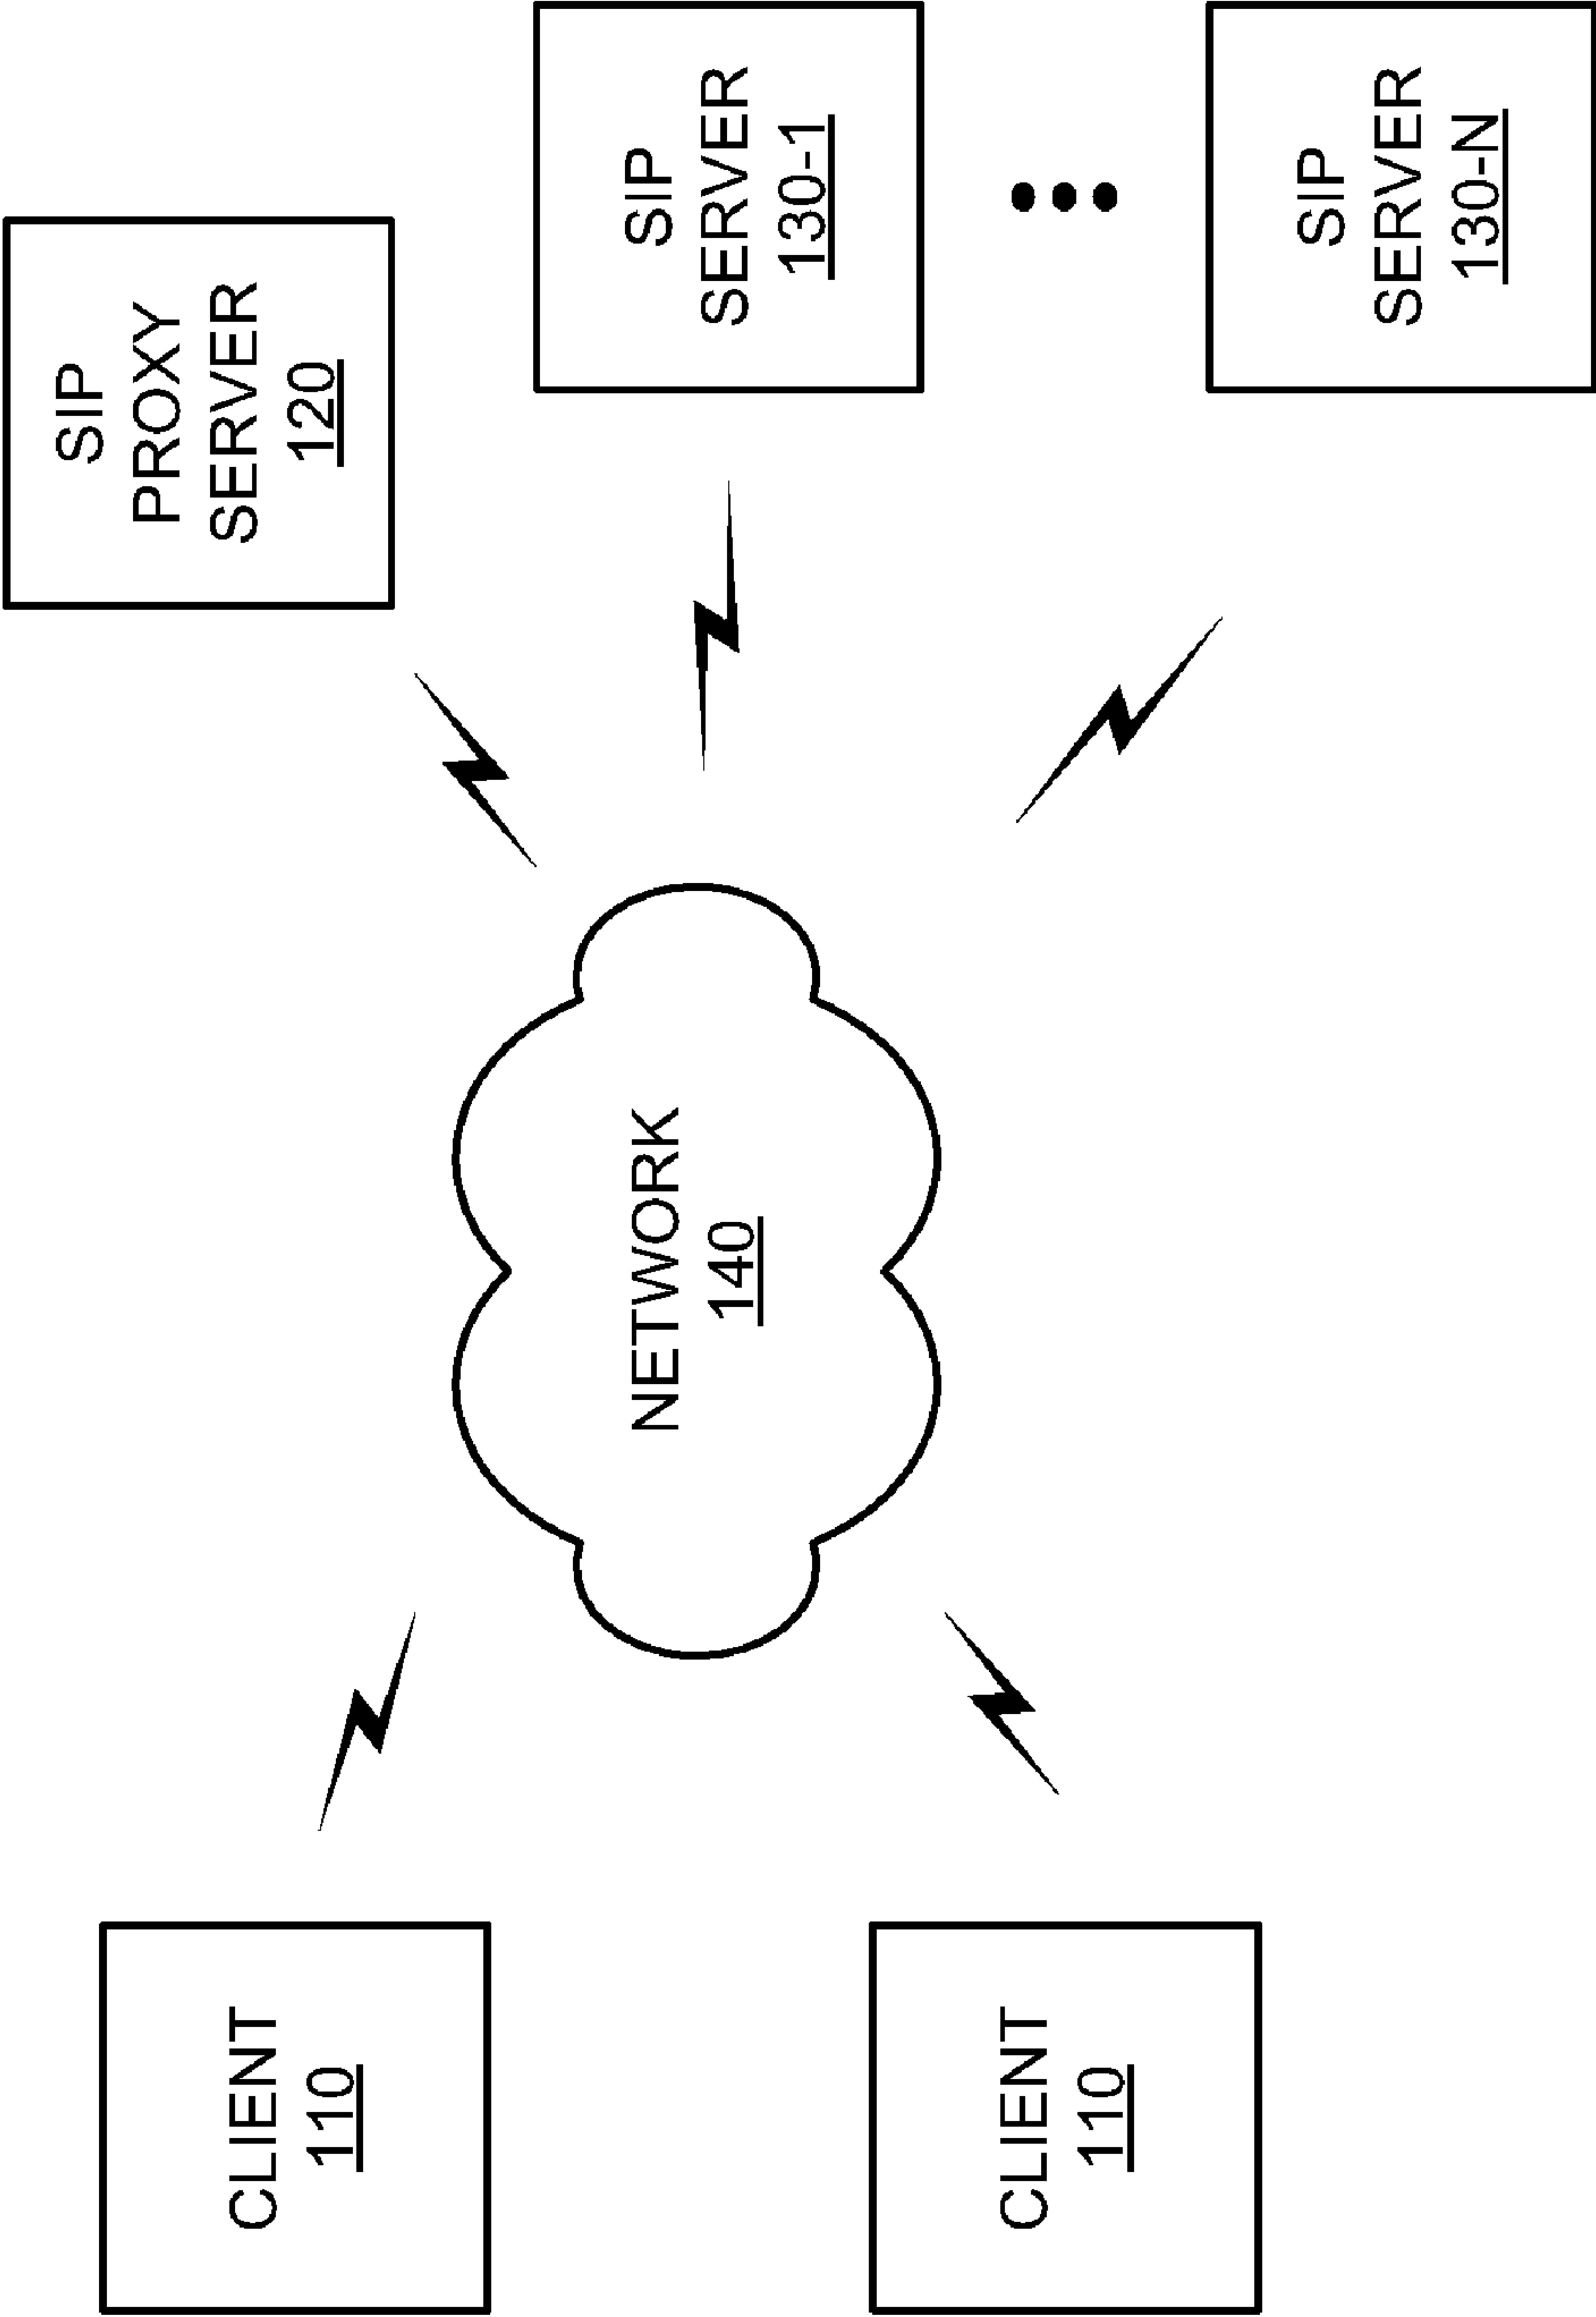 CLIENT
110
CLIENT
110
NETWORK
140
SIP
PROXY
SERVER
120
SIP
SERVER
130-1
SIP
SERVER
130-N